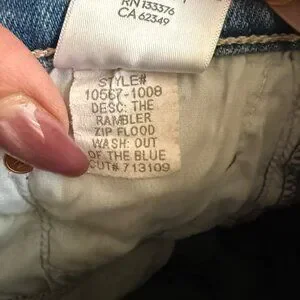 RN 133376
CA 62349
STYLE#
10567-1008
DESC: THE
RAMBLER
ZIP FLOOD
WASH: OUT
OF THE BLUE
CUT# 713109